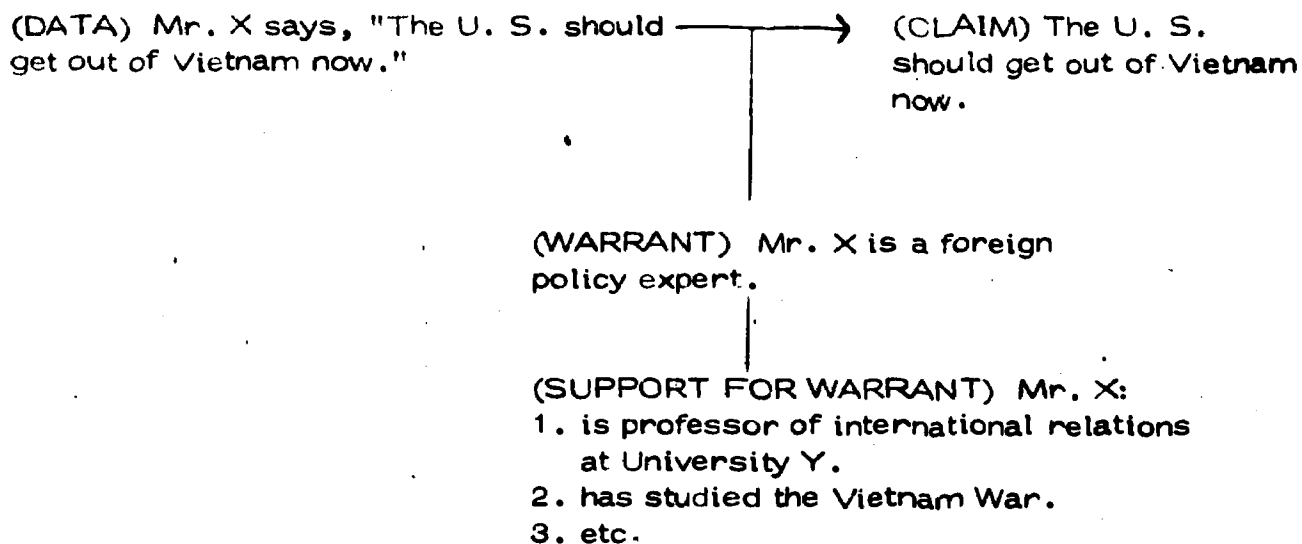 (DATA) Mr. X says, "The U. S. should
get out of Vietnam now."
(CLAIM) The U. S.
should get out of Vietnam
now.
(WARRANT) Mr. X is a foreign
policy expert.
(SUPPORT FOR WARRANT) Mr. X:
1. is professor of international relations
at University Y.
2. has studied the Vietnam War.
3. etc.